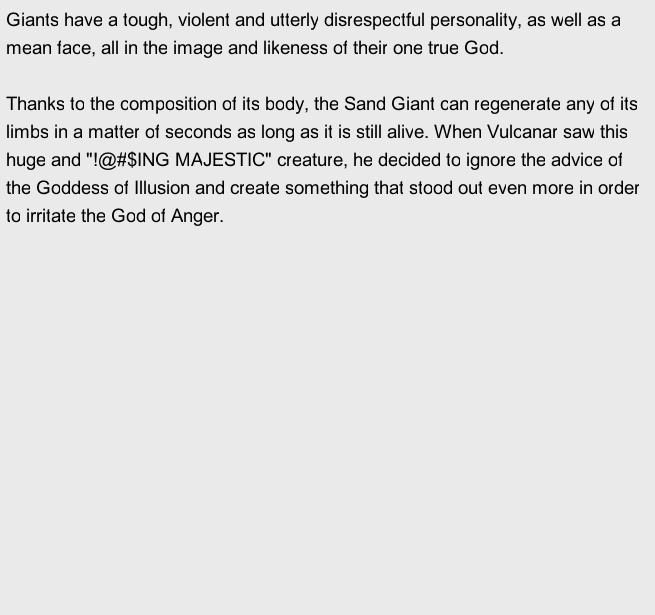 Giants have a tough, violent and utterly disrespectful personality, as well as a
mean face, all in the image and likeness of their one true God.
Thanks to the composition of its body, the Sand Giant can regenerate any of its
limbs in a matter of seconds as long as it is still alive. When Vulcanar saw this
huge and "!@#$ING MAJESTIC" creature, he decided to ignore the advice of
the Goddess of Illusion and create something that stood out even more in order
to irritate the God of Anger.